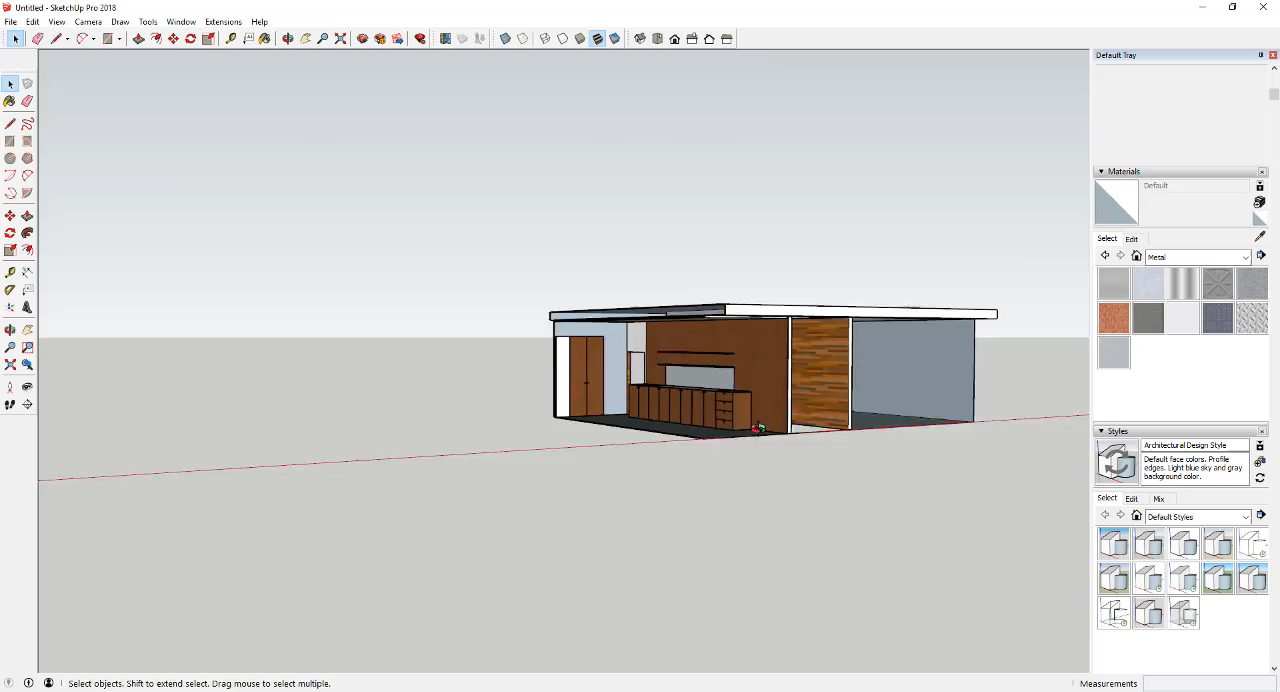 Untitled - SketchUp Pro 2018
File Edit View Camera Draw Tools Window Extensions Help
Default Tray
Materials
Default
Select Edit
Metal
Styles
Architectural Design Style
Default face colors. Profile
edges. Light blue sky and gray
background color.
Select Edit Mix
Default Styles
Select objects. Shift to extend select. Drag mouse to select multiple.
Measurements